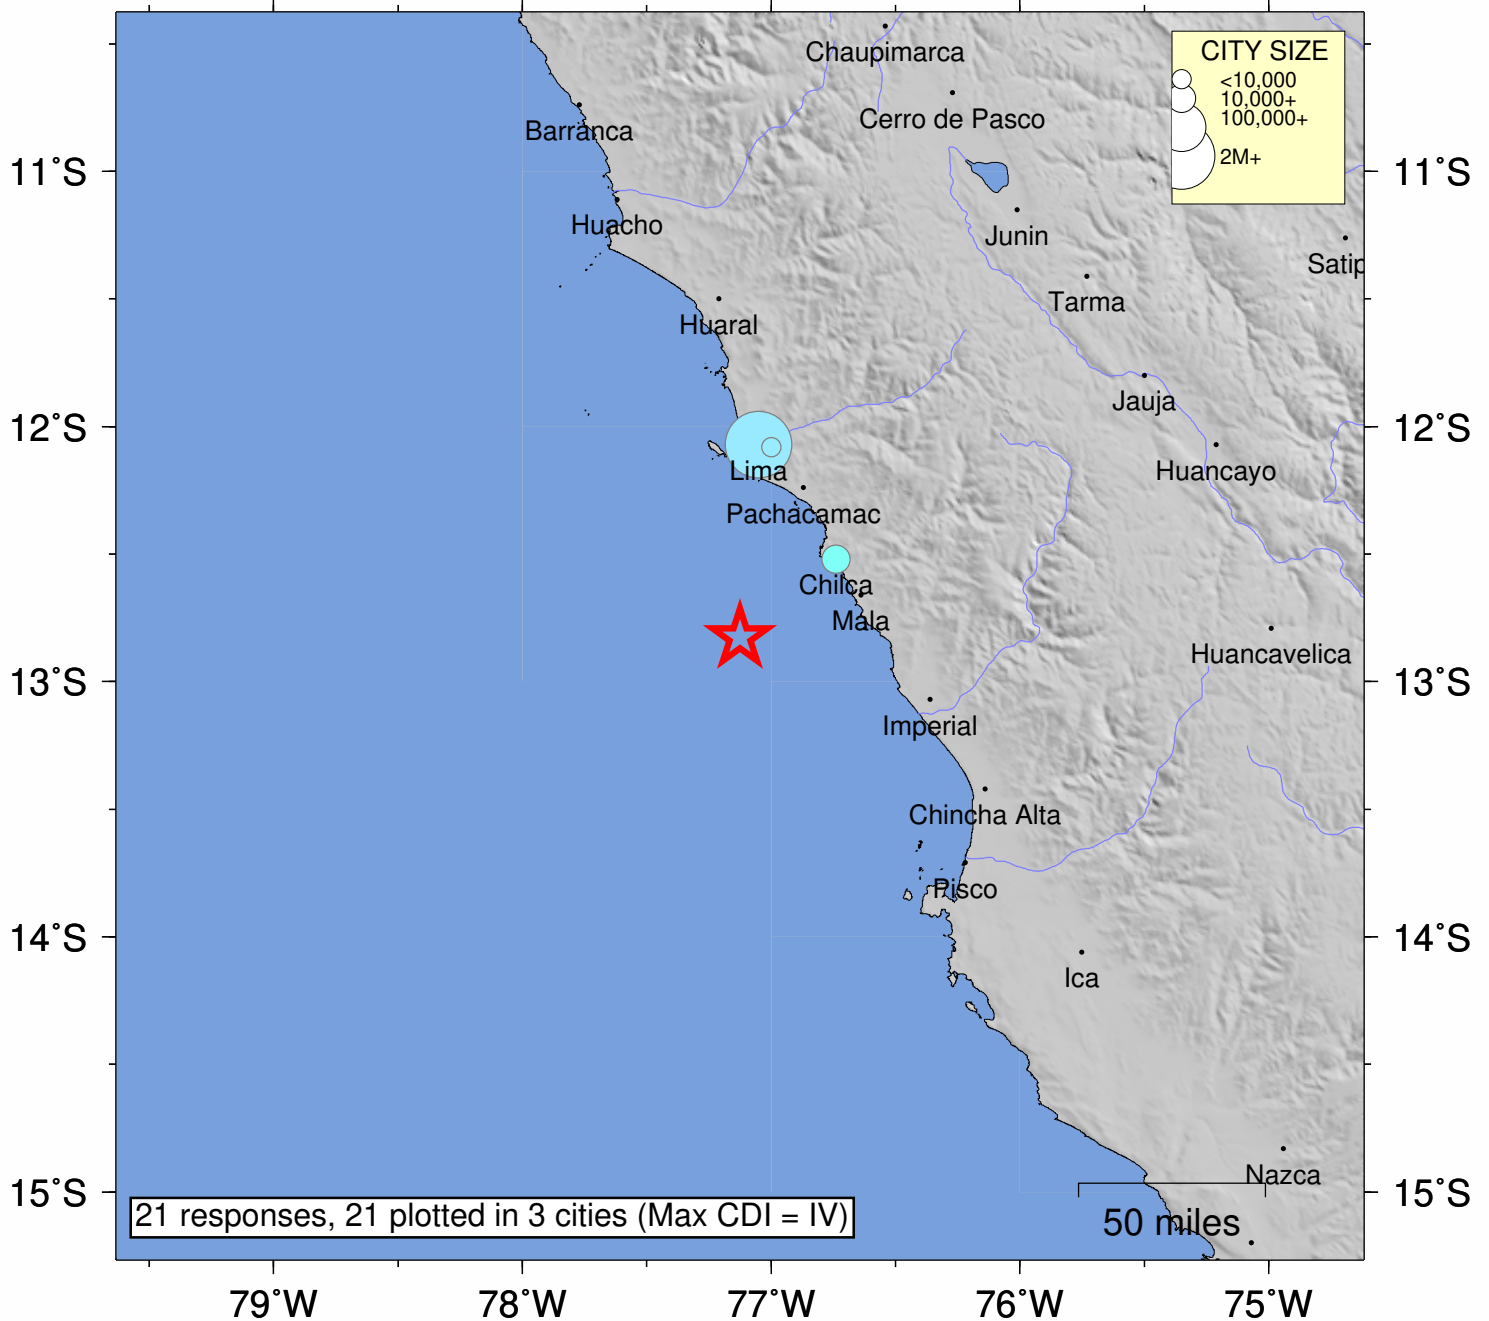 Chaupimarca
CITY SIZE
<10,000
10,000+
100,000+
2M+
Cerro de Pasco
Barranca
11°S
11°S
Huacho
Junin
Satip
Tarma
Huaral
Jauja
12°S
12°S
Lima
Huancayo
Pachacamac
Chilca
Mala
Huancavelica
13°S
13°S
Imperial
Chincha Alta
Pisco
14°S
14°S
Ica
Nazca
15°S
15°S
21 responses, 21 plotted in 3 cities (Max CDI = IV)
50 miles
79°W
78°W
77°W
76°W
75°W